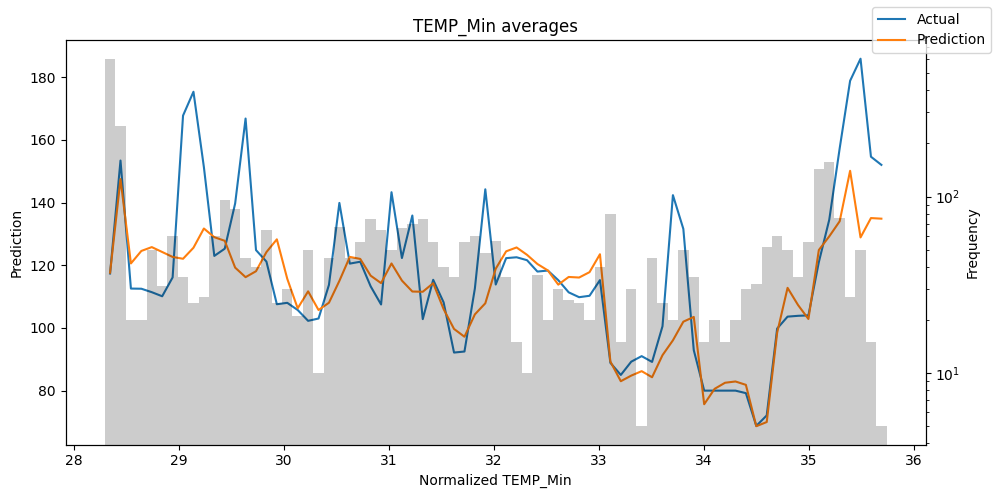 TEMP_Min averages
Actual
Prediction
Prediction
180
160
140
120
100
80
10²
10¹
Frequency
28 29 30 31 32 33 34 35 36
Normalized TEMP_Min